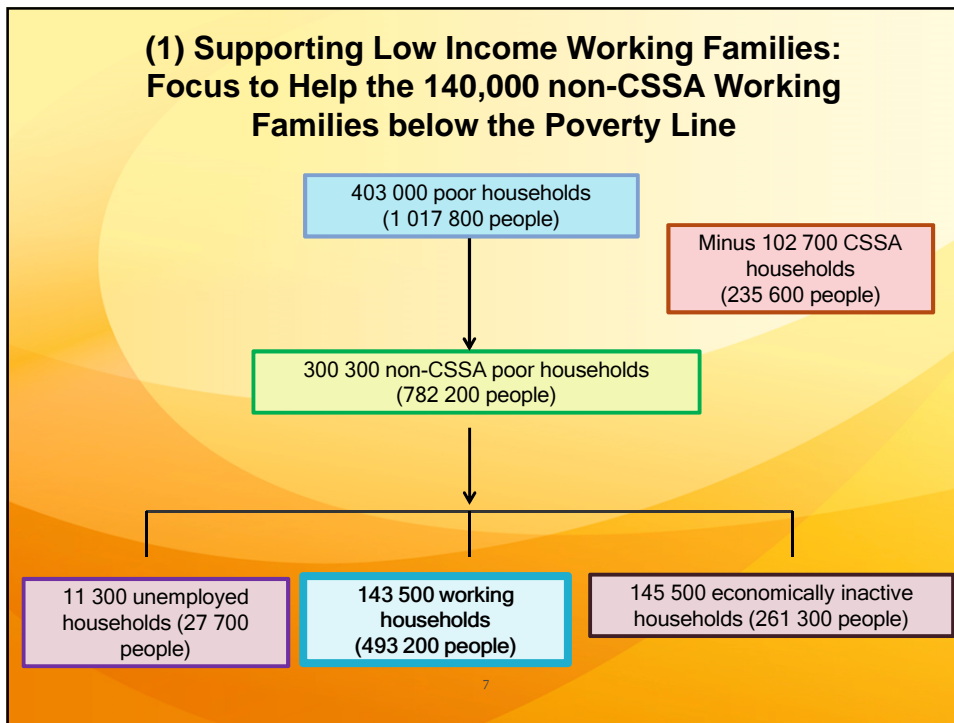 (1) Supporting Low Income Working Families:
Focus to Help the 140,000 non-CSSA Working
Families below the Poverty Line
403 000 poor households
(1 017 800 people)
Minus 102 700 CSSA
households
(235 600 people)
300 300 non-CSSA poor households
(782 200 people)
11 300 unemployed
households (27 700
people)
143 500 working
households
(493 200 people)
145 500 economically inactive
households (261 300 people)
7